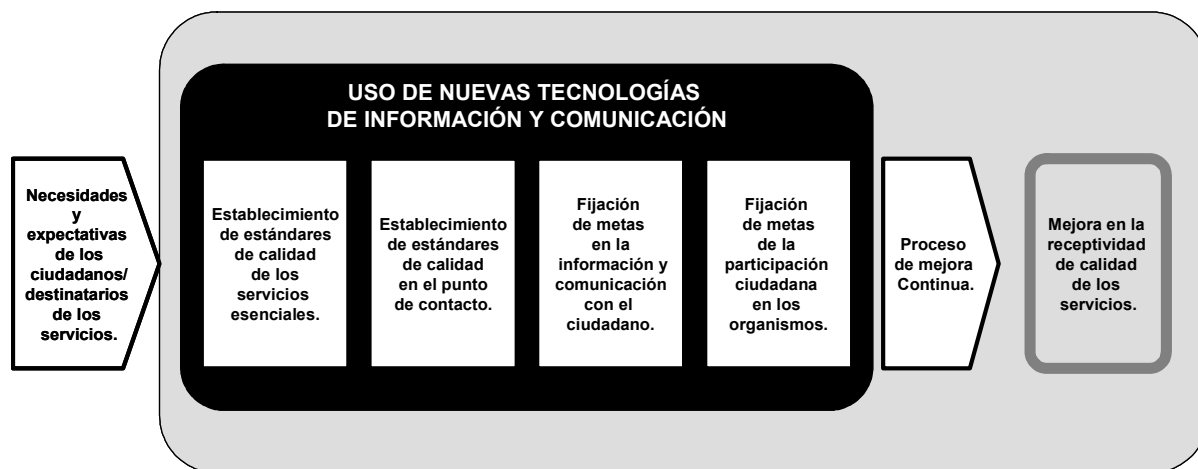 USO DE NUEVAS TECNOLOGÍAS
DE INFORMACIÓN Y COMUNICACIÓN
Necesidades
y
expectativas
de los
ciudadanos/
destinatarios
de los
servicios.
Establecimiento
de estándares
de calidad
de los
servicios
esenciales.
Establecimiento
de estándares
de calidad
en el punto
de contacto.
Fijación
de metas
en la
información y
comunicación
con el
ciudadano.
Fijación
de metas
de la
participación
ciudadana
en los
organismos.
Proceso
de mejora
Continua.
Mejora en la
receptividad
de calidad
de los
servicios.